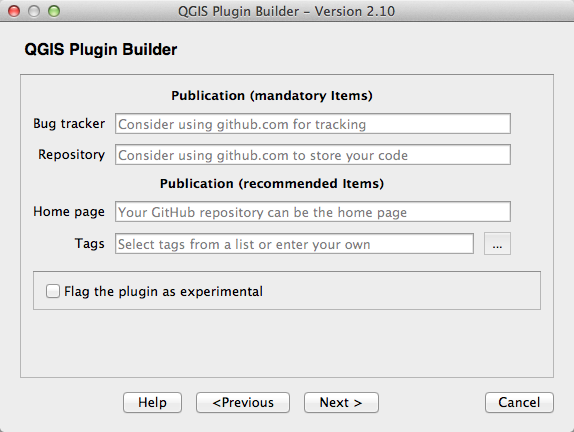 QGIS Plugin Builder - Version 2.10
QGIS Plugin Builder
Publication (mandatory Items)
Bug tracker Consider using github.com for tracking
Repository Consider using github.com to store your code
Publication (recommended Items)
Home page Your GitHub repository can be the home page
Tags Select tags from a list or enter your own ...
Flag the plugin as experimental
Help <Previous Next > Cancel